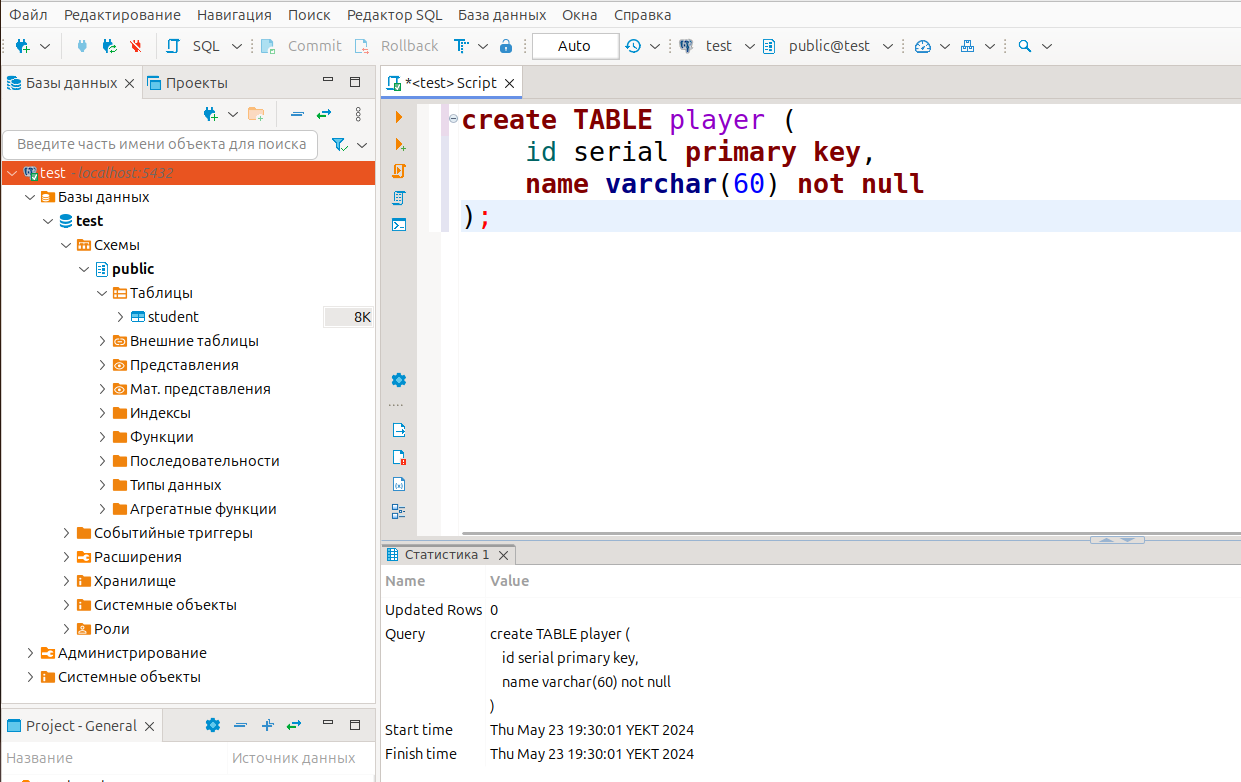 Файл Редактирование Навигация Поиск Редактор SQL База данных Окна Справка
SQL Commit Rollback Auto test public@test
Базы данных Проекты
*<test> Script
Введите часть имени объекта для поиска
test - localhost:5432
Базы данных
test
Схемы
public
Таблицы
student 8K
Внешние таблицы
Представления
Мат. представления
Индексы
Функции
Последовательности
Типы данных
Агрегатные функции
Событийные триггеры
Расширения
Хранилище
Системные объекты
Роли
Администрирование
Системные объекты
Project - General
Название Источник данных
create TABLE player (
id serial primary key,
name varchar(60) not null
);
Статистика 1
Name Value
Updated Rows 0
Query create TABLE player (
id serial primary key,
name varchar(60) not null
)
Start time Thu May 23 19:30:01 YEKT 2024
Finish time Thu May 23 19:30:01 YEKT 2024